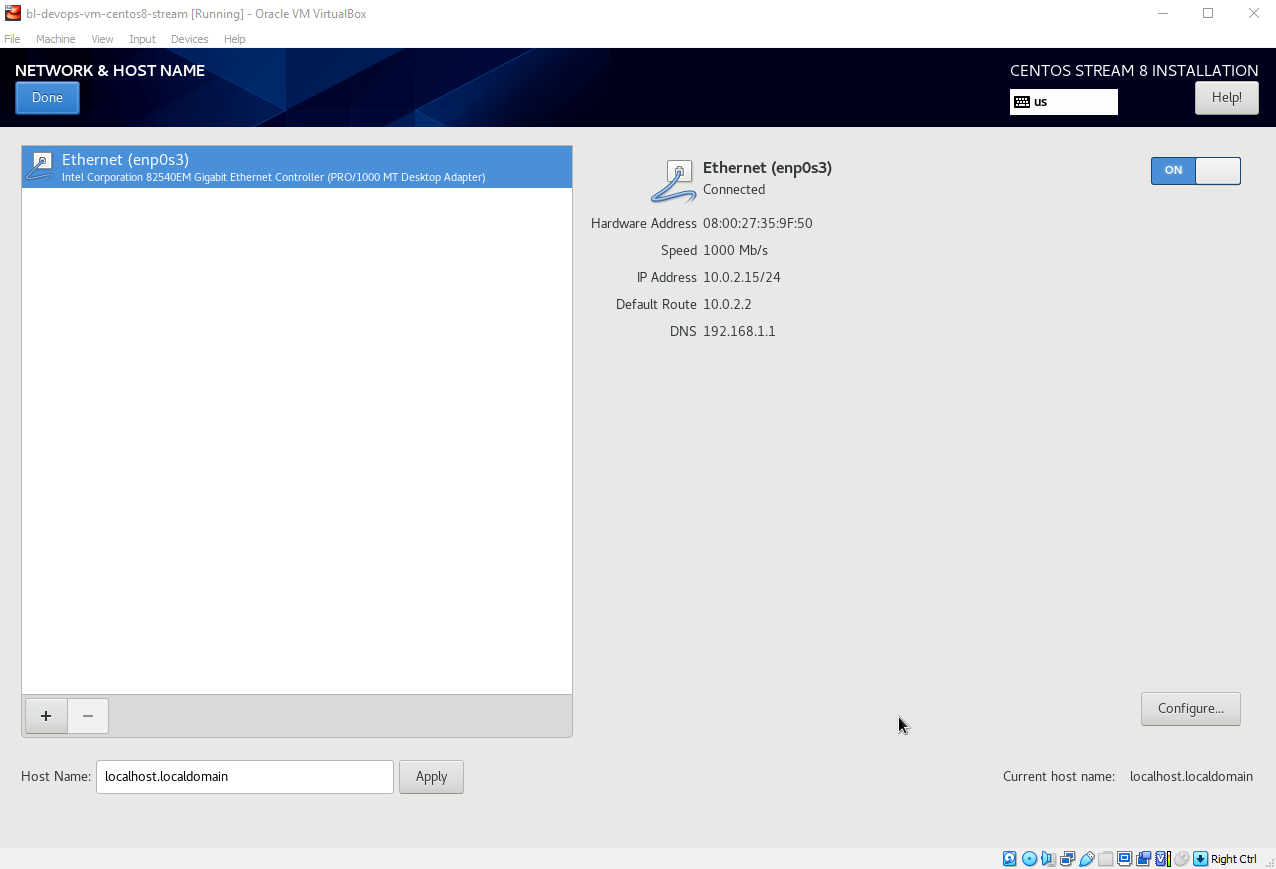 bl-devops-vm-centos8-stream [Running] - Oracle VM VirtualBox
File Machine View Input Devices Help
NETWORK & HOST NAME
CENTOS STREAM 8 INSTALLATION
Done
us
Help!
Ethernet (enp0s3)
Intel Corporation 82540EM Gigabit Ethernet Controller (PRO/1000 MT Desktop Adapter)
Ethernet (enp0s3)
Connected
ON
Hardware Address 08:00:27:35:9F:50
Speed 1000 Mb/s
IP Address 10.0.2.15/24
Default Route 10.0.2.2
DNS 192.168.1.1
+ −
Configure...
Host Name: localhost.localdomain Apply
Current host name: localhost.localdomain
Right Ctrl